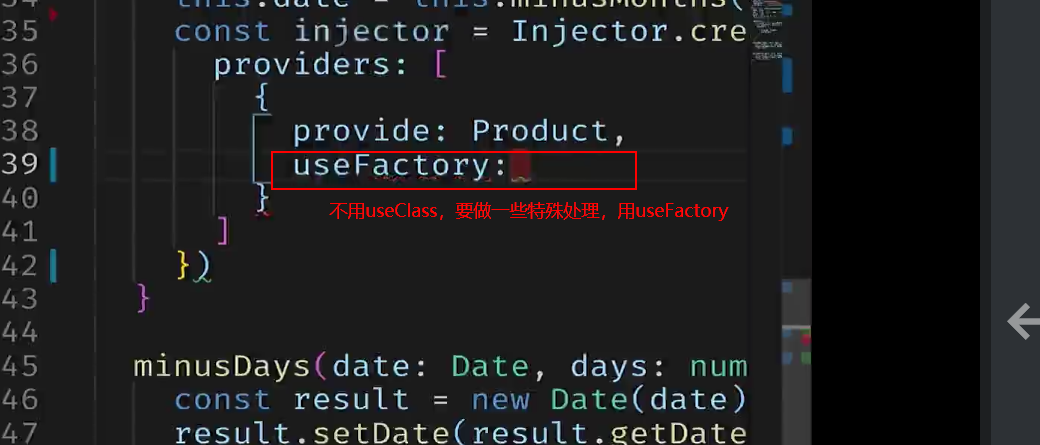 34 this.date = this.minusMonths(
35 const injector = Injector.cre
36 providers: [
37 {
38 provide: Product,
39 useFactory:
40 }
不用useClass，要做一些特殊处理，用useFactory
41 ]
42 })
43 }
44
45 minusDays(date: Date, days: num
46 const result = new Date(date)
47 result.setDate(result.getDate